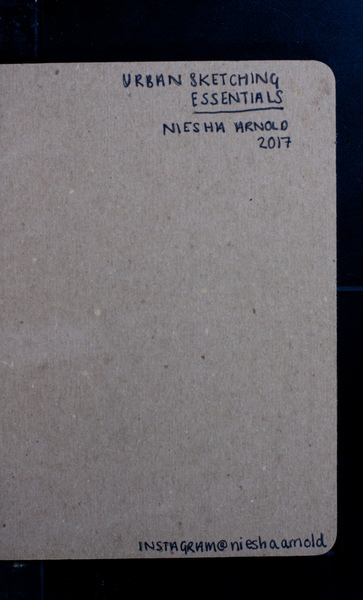 URBAN SKETCHING
ESSENTIALS
NIESHA ARNOLD
2017
INSTAGRAM@nieshaarnold